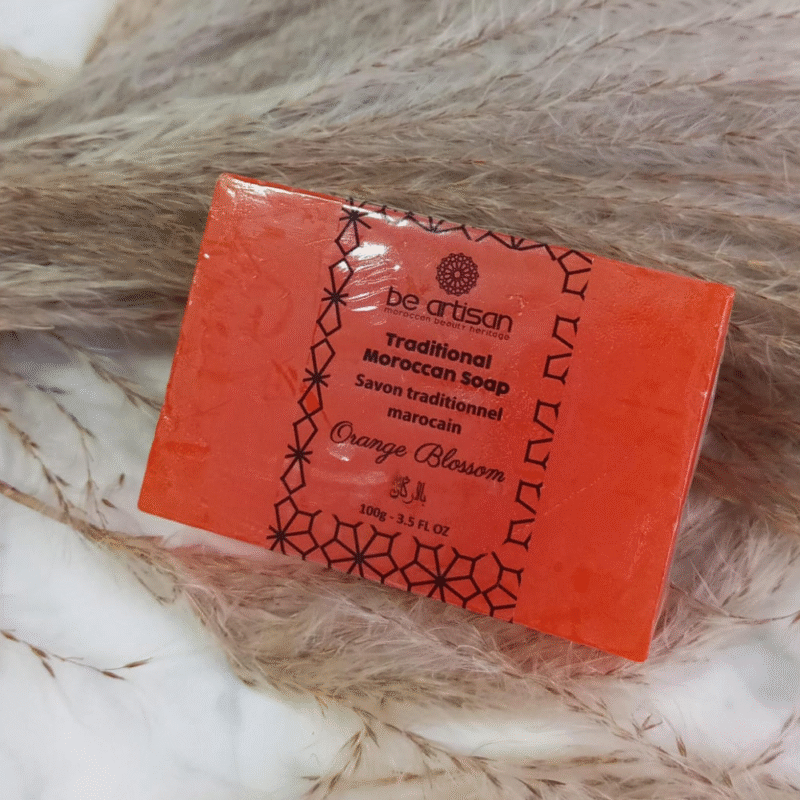 be artisan
moroccan beauty heritage
Traditional
Moroccan Soap
Savon traditionnel
marocain
Orange Blossom
100g - 3.5 FL OZ